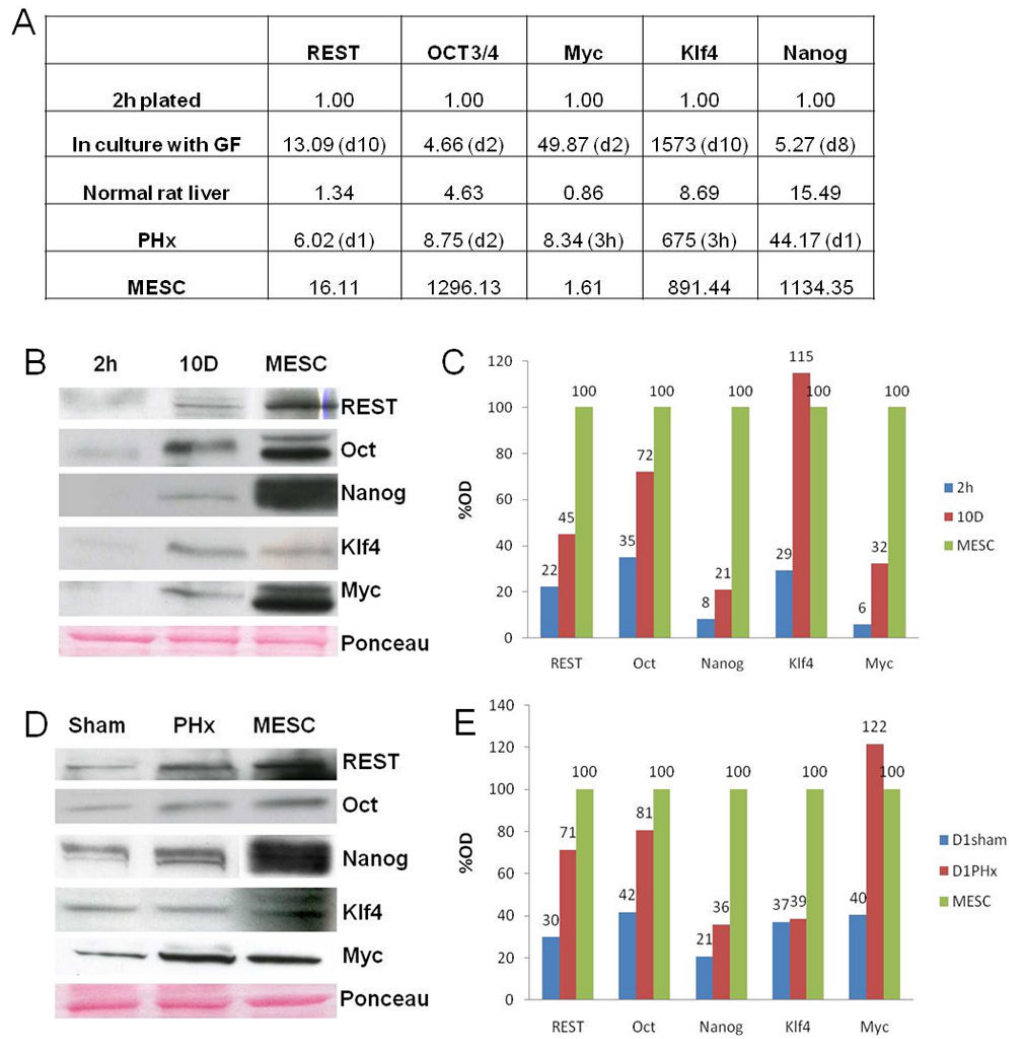 A
REST OCT3/4 Myc Klf4 Nanog
2h plated 1.00 1.00 1.00 1.00 1.00
In culture with GF 13.09 (d10) 4.66 (d2) 49.87 (d2) 1573 (d10) 5.27 (d8)
Normal rat liver 1.34 4.63 0.86 8.69 15.49
PHx 6.02 (d1) 8.75 (d2) 8.34 (3h) 675 (3h) 44.17 (d1)
MESC 16.11 1296.13 1.61 891.44 1134.35
B
2h 10D MESC
REST
Oct
Nanog
Klf4
Myc
Ponceau
C
%OD
120
100
80
60
40
20
0
22 45 100
35 72 100
8 21 100
29 115 100
6 32 100
REST Oct Nanog Klf4 Myc
2h
10D
MESC
D
Sham PHx MESC
REST
Oct
Nanog
Klf4
Myc
Ponceau
E
%OD
140
120
100
80
60
40
20
0
30 71 100
42 81 100
21 36 100
37 39 100
40 122 100
REST Oct Nanog Klf4 Myc
D1sham
D1PHx
MESC